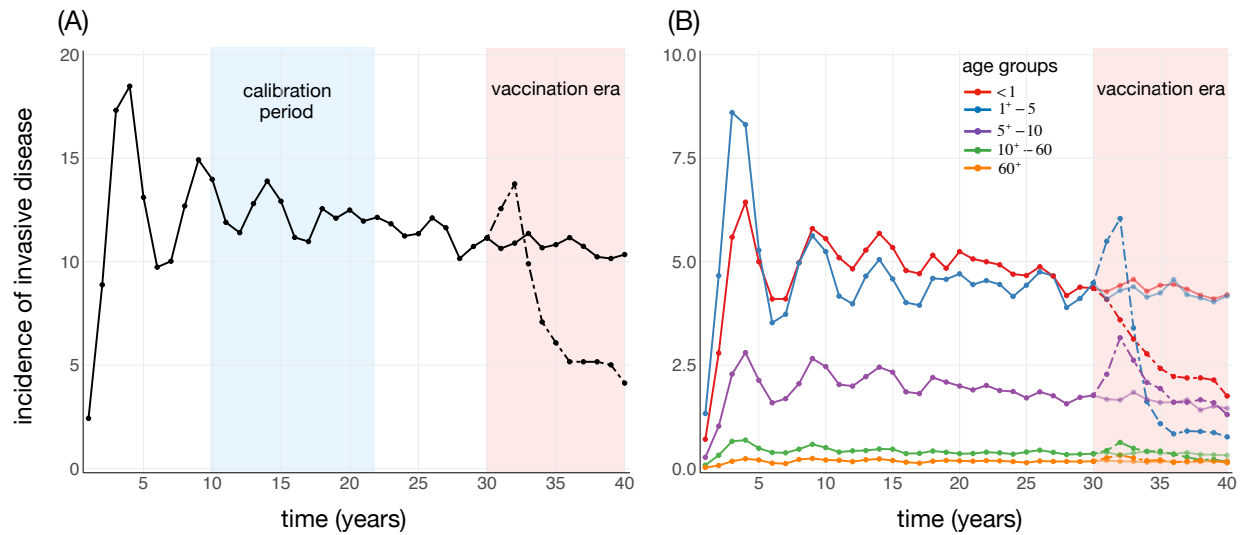 (A)
incidence of invasive disease
20
15
10
5
0
calibration
period
vaccination era
5
10
15
20
25
30
35
40
time (years)
(B)
10.0
7.5
5.0
2.5
0.0
age groups
<1
1⁺ – 5
5⁺ – 10
10⁺ – 60
60⁺
vaccination era
5
10
15
20
25
30
35
40
time (years)